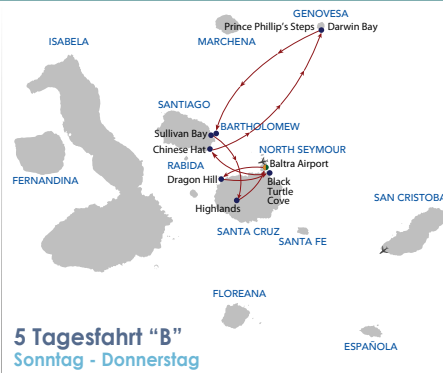 GENOVESA
Prince Phillip's Steps Darwin Bay
ISABELA
MARCHENA
SANTIAGO
BARTHOLOMEW
Sullivan Bay
Chinese Hat
NORTH SEYMOUR
RABIDA
Baltra Airport
FERNANDINA
Dragon Hill
Black
Turtle
Cove
Highlands
SAN CRISTOBA
SANTA CRUZ
SANTA FE
FLOREANA
5 Tagesfahrt “B”
ESPAÑOLA
Sonntag - Donnerstag